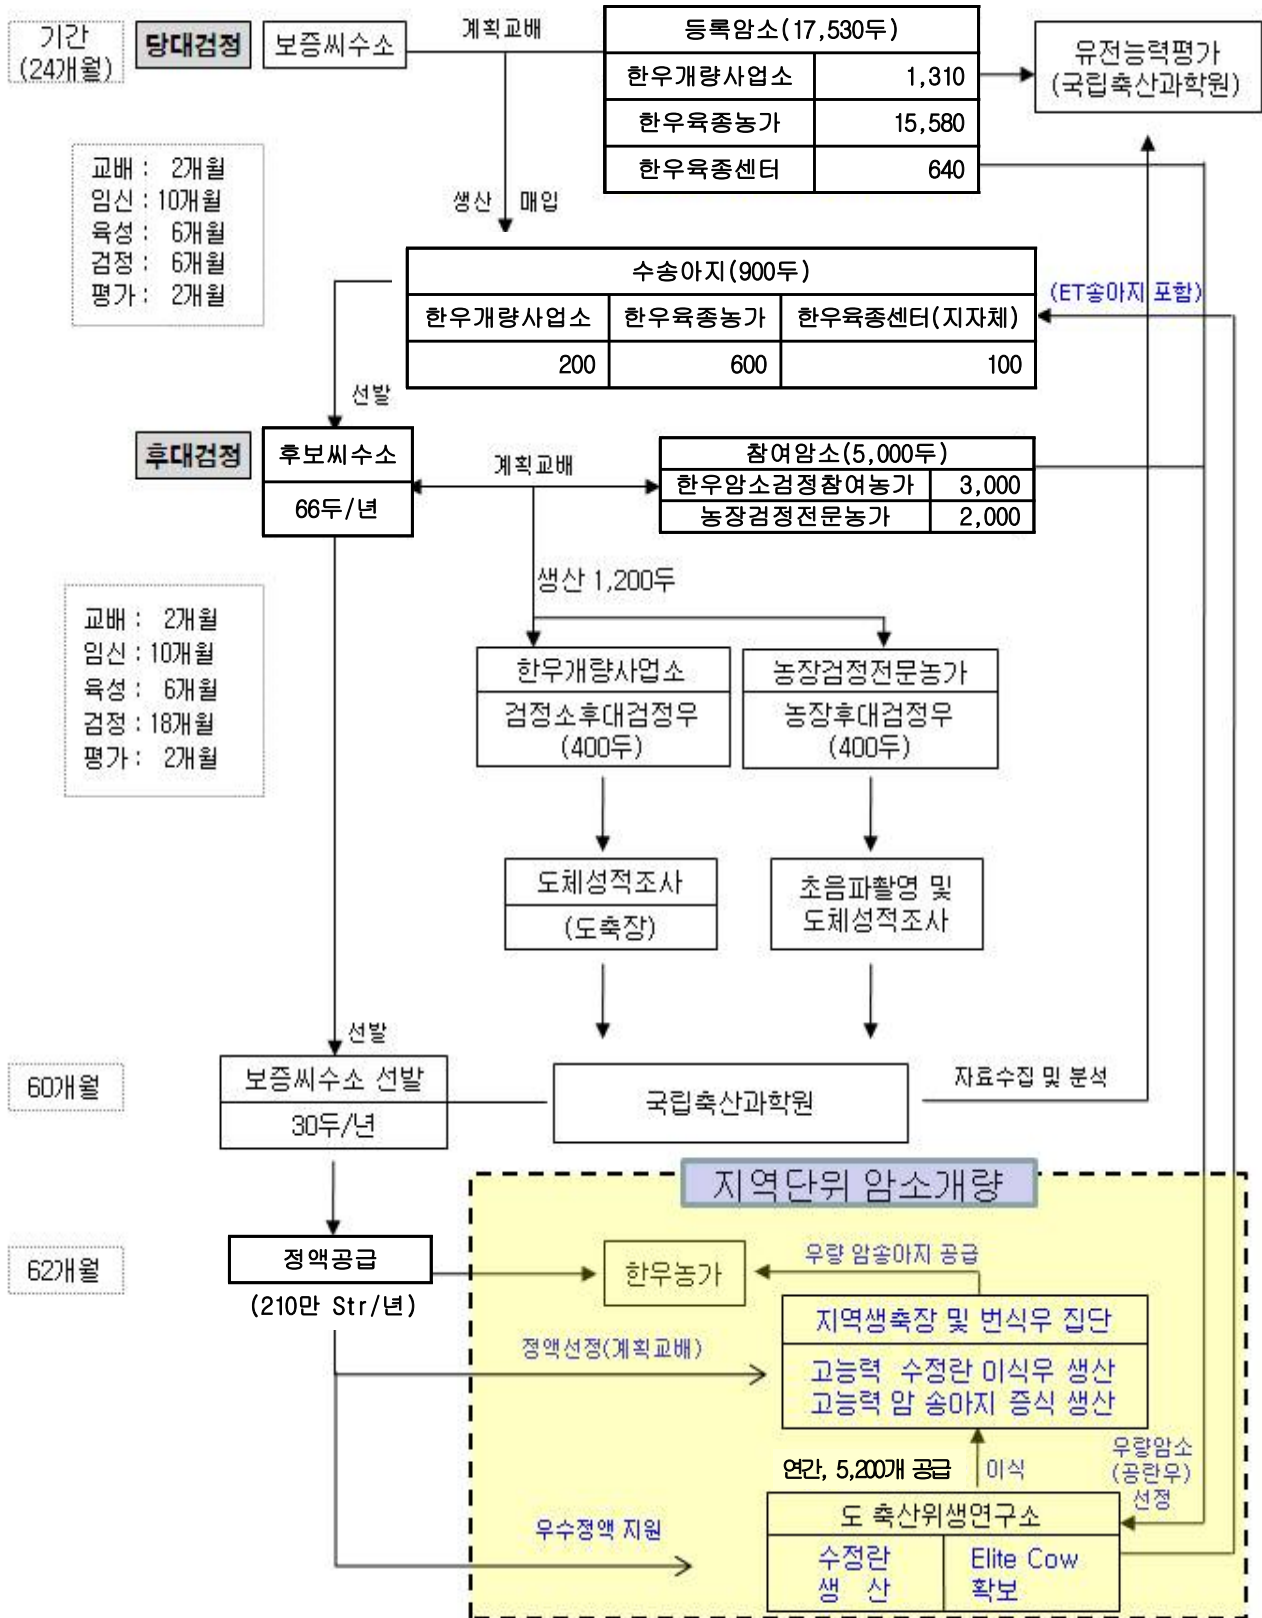 기간
(24개월)
당대검정
보증씨수소
계획교배
등록암소(17,530두)
한우개량사업소 1,310
한우육종농가 15,580
한우육종센터 640
유전능력평가
(국립축산과학원)
교배 : 2개월
임신 : 10개월
육성 : 6개월
검정 : 6개월
평가 : 2개월
생산 매입
수송아지(900두)
한우개량사업소 한우육종농가 한우육종센터(지자체)
200 600 100
(ET송아지 포함)
선발
후대검정
후보씨수소
66두/년
계획교배
참여암소(5,000두)
한우암소검정참여농가 3,000
농장검정전문농가 2,000
생산 1,200두
교배 : 2개월
임신 : 10개월
육성 : 6개월
검정 : 18개월
평가 : 2개월
한우개량사업소
검정소후대검정우
(400두)
농장검정전문농가
농장후대검정우
(400두)
도체성적조사
(도축장)
초음파촬영 및
도체성적조사
선발
60개월
보증씨수소 선발
30두/년
국립축산과학원
자료수집 및 분석
지역단위 암소개량
62개월
정액공급
(210만 Str/년)
한우농가
우량 암송아지 공급
정액선정(계획교배)
지역생축장 및 번식우 집단
고능력 수정란 이식우 생산
고능력 암 송아지 증식 생산
연간, 5,200개 공급
이식
우량암소
(공란우)
선정
우수정액 지원
도 축산위생연구소
수정란
생 산
Elite Cow
확보